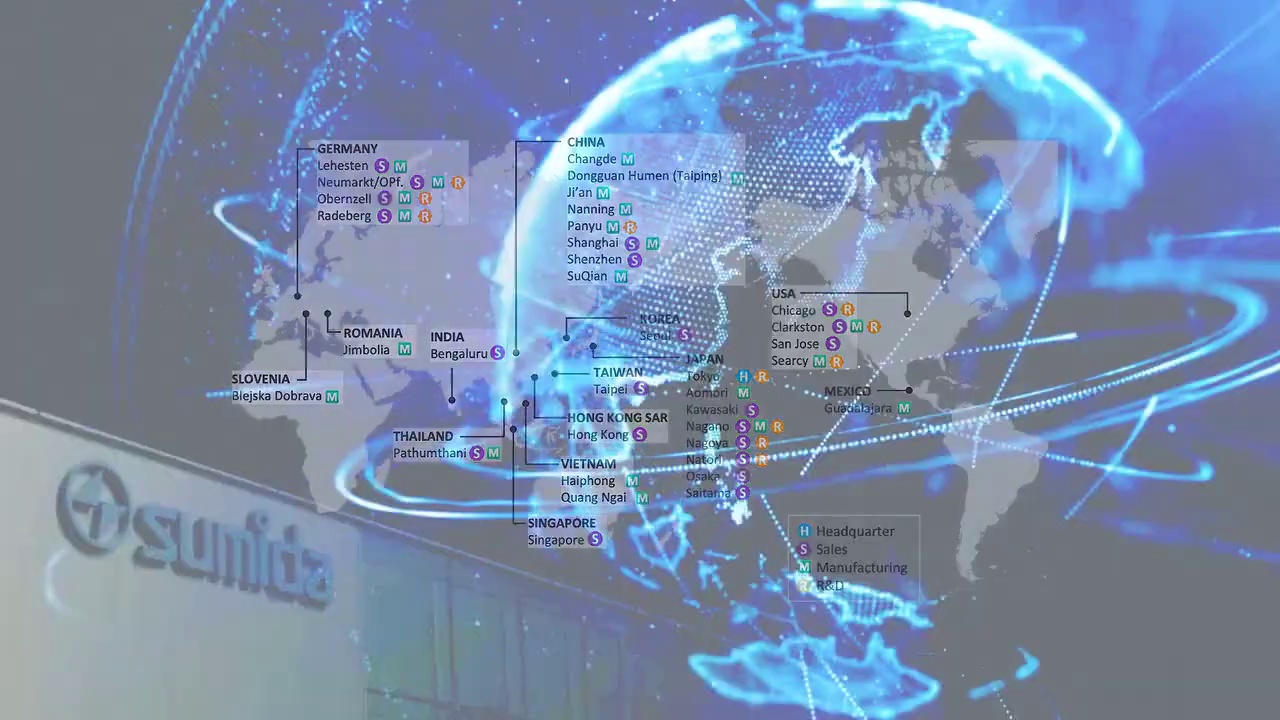 GERMANY
Lehesten S M
Neumarkt/OPf. S M R
Obernzell S M R
Radeberg S M R
CHINA
Changde M
Dongguan Humen (Taiping) M
Ji'an M
Nanning M
Panyu M R
Shanghai S M
Shenzhen S
SuQian M
USA
Chicago S R
Clarkston S M R
San Jose S
Searcy M R
KOREA
Seoul S
ROMANIA
Jimbolia M
INDIA
Bengaluru S
JAPAN
Tokyo H R
Aomori M
Kawasaki S
Nagano S M R
Nagoya S R
Natori S R
Osaka S
Saitama S
TAIWAN
Taipei S
SLOVENIA
Blejska Dobrava M
MEXICO
Guadalajara M
HONG KONG SAR
Hong Kong S
THAILAND
Pathumthani S M
VIETNAM
Haiphong M
Quang Ngai M
SINGAPORE
Singapore S
H Headquarter
S Sales
M Manufacturing
R R&D
sumida